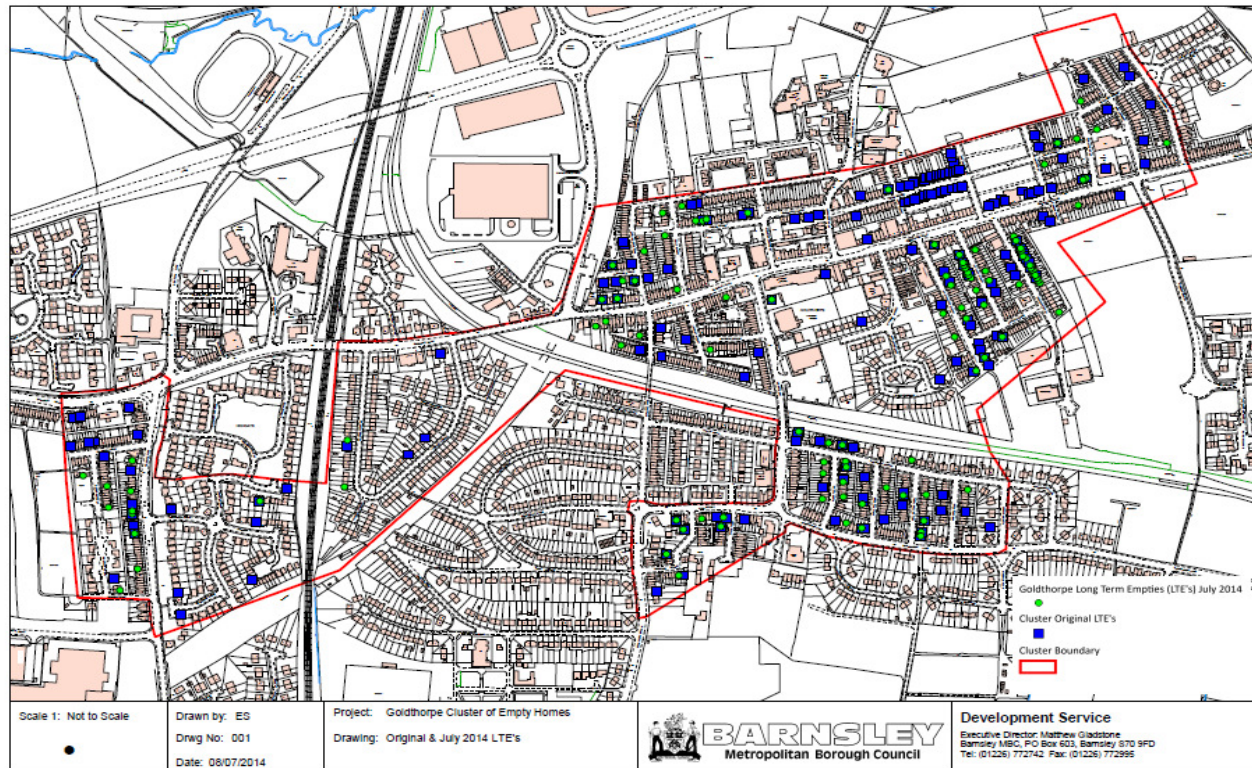 Goldthorpe Long Term Empties (LTE's) July 2014
Cluster Original LTE's
Cluster Boundary
Scale 1: Not to Scale
Drawn by: ES
Drwg No: 001
Date: 08/07/2014
Project: Goldthorpe Cluster of Empty Homes
Drawing: Original & July 2014 LTE's
BARNSLEY
Metropolitan Borough Council
Development Service
Executive Director: Matthew Gladstone
Barnsley MBC, PO Box 603, Barnsley S70 9FD
Tel: (01226) 772742 Fax: (01226) 772995